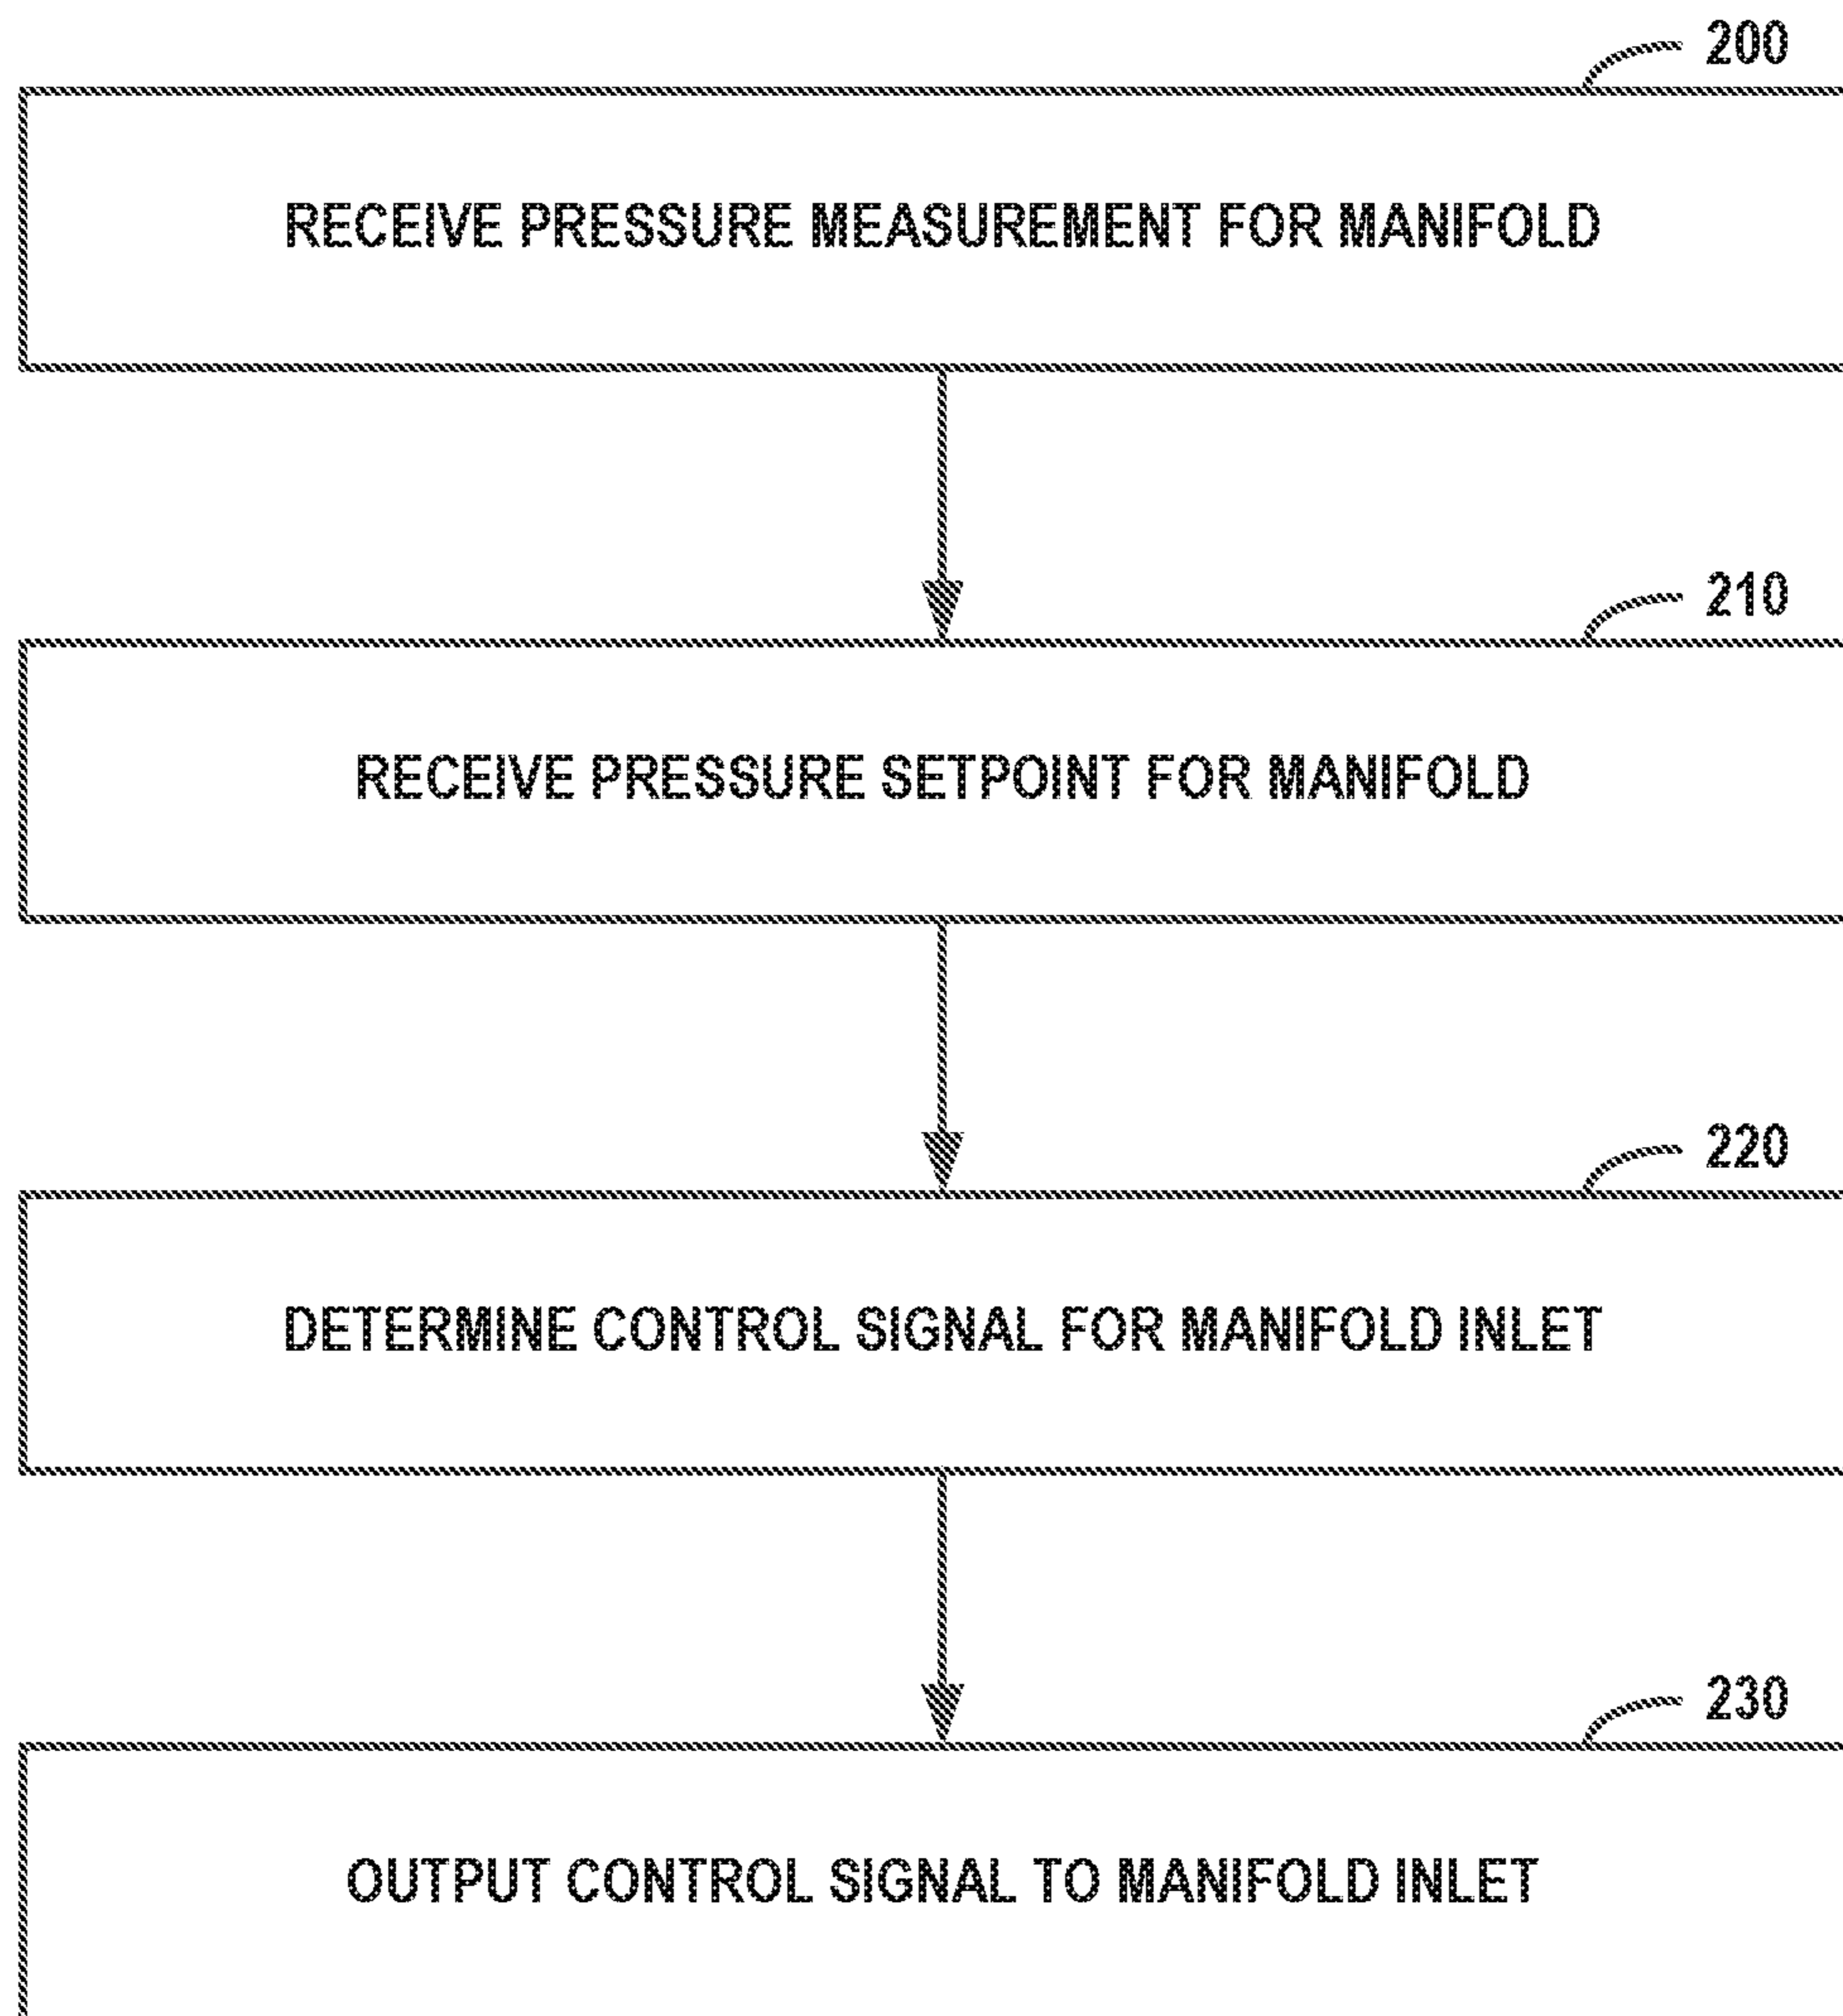 200
RECEIVE PRESSURE MEASUREMENT FOR MANIFOLD
210
RECEIVE PRESSURE SETPOINT FOR MANIFOLD
220
DETERMINE CONTROL SIGNAL FOR MANIFOLD INLET
230
OUTPUT CONTROL SIGNAL TO MANIFOLD INLET